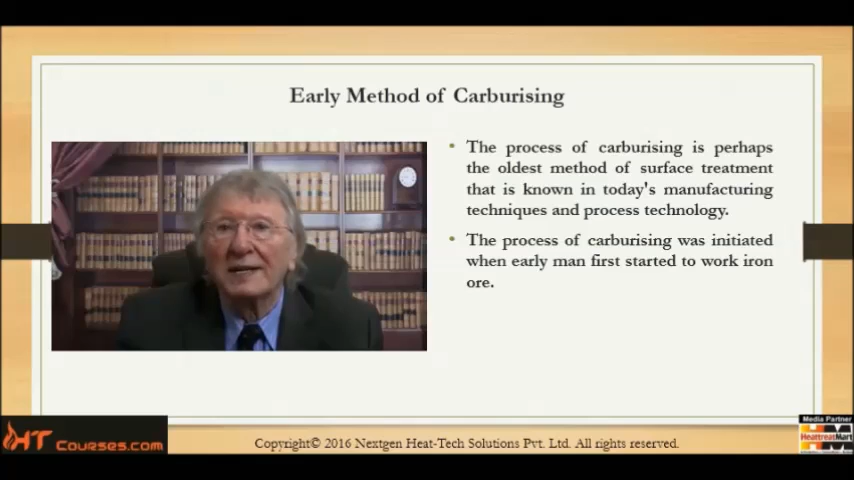 Early Method of Carburising
• The process of carburising is perhaps
the oldest method of surface treatment
that is known in today's manufacturing
techniques and process technology.
• The process of carburising was initiated
when early man first started to work iron
ore.
HT Courses.com
Copyright© 2016 Nextgen Heat-Tech Solutions Pvt. Ltd. All rights reserved.
Media Partner
HeattreatMart